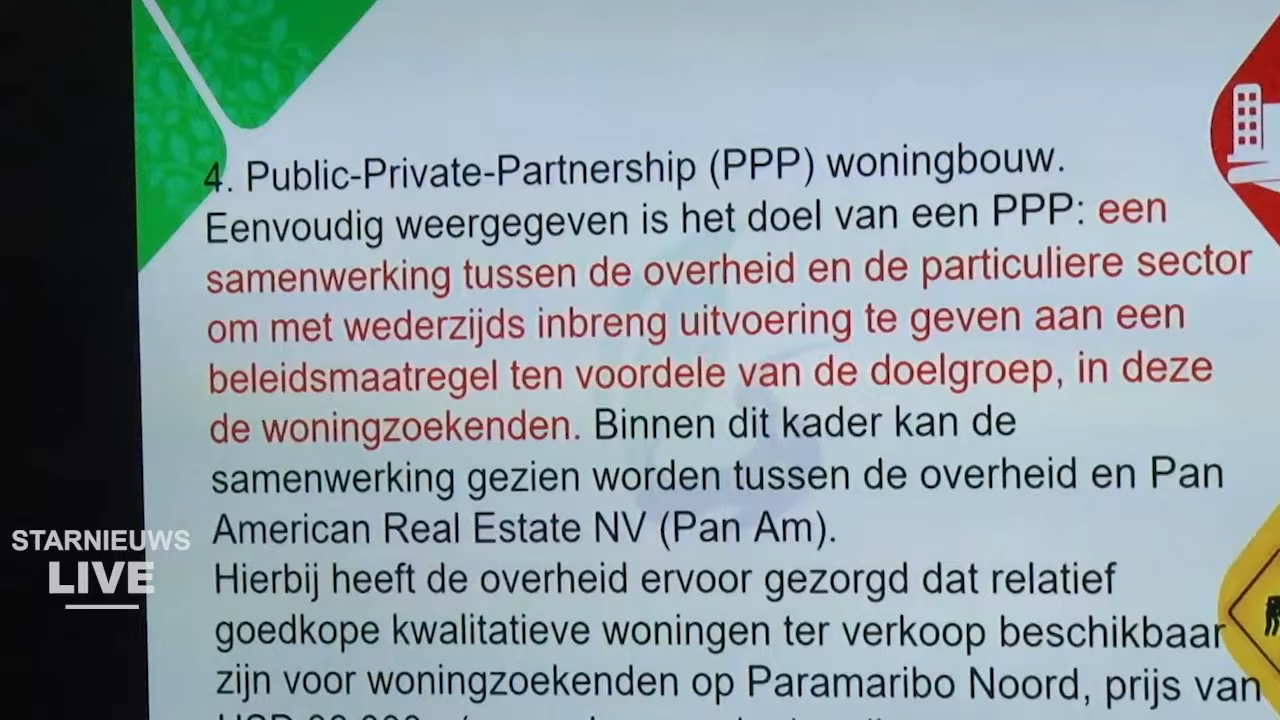 4. Public-Private-Partnership (PPP) woningbouw.
Eenvoudig weergegeven is het doel van een PPP: een
samenwerking tussen de overheid en de particuliere sector
om met wederzijds inbreng uitvoering te geven aan een
beleidsmaatregel ten voordele van de doelgroep, in deze
de woningzoekenden. Binnen dit kader kan de
samenwerking gezien worden tussen de overheid en Pan
American Real Estate NV (Pan Am).
Hierbij heeft de overheid ervoor gezorgd dat relatief
goedkope kwalitatieve woningen ter verkoop beschikbaar
zijn voor woningzoekenden op Paramaribo Noord, prijs van
STARNIEUWS
LIVE